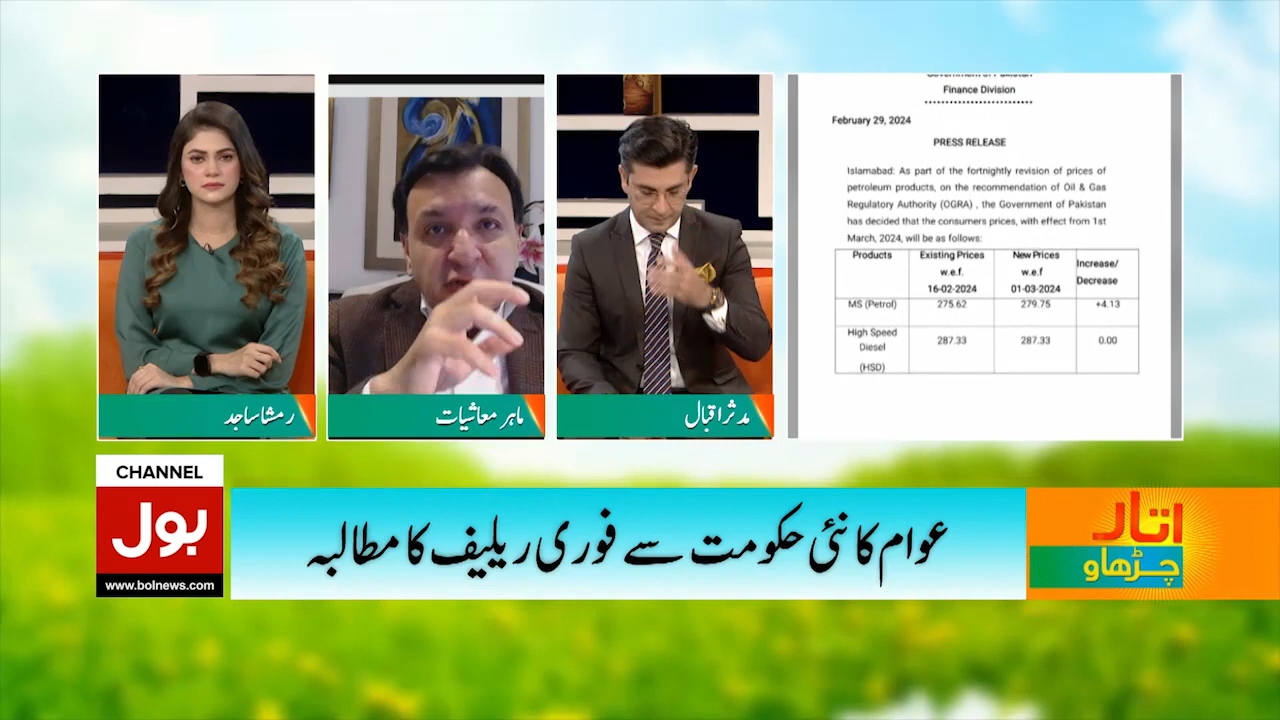 Government of Pakistan
Finance Division
February 29, 2024
PRESS RELEASE
Islamabad: As part of the fortnightly revision of prices of
petroleum products, on the recommendation of Oil & Gas
Regulatory Authority (OGRA) , the Government of Pakistan
has decided that the consumers prices, with effect from 1st
March, 2024, will be as follows:
Products Existing Prices w.e.f. 16-02-2024 New Prices w.e.f 01-03-2024 Increase/ Decrease
MS (Petrol) 275.62 279.75 +4.13
High Speed Diesel (HSD) 287.33 287.33 0.00
رمشا ساجد
ماہر معاشیات
مدثر اقبال
CHANNEL
بول
www.bolnews.com
عوام کا نئی حکومت سے فوری ریلیف کا مطالبہ
اتار
چڑھاو